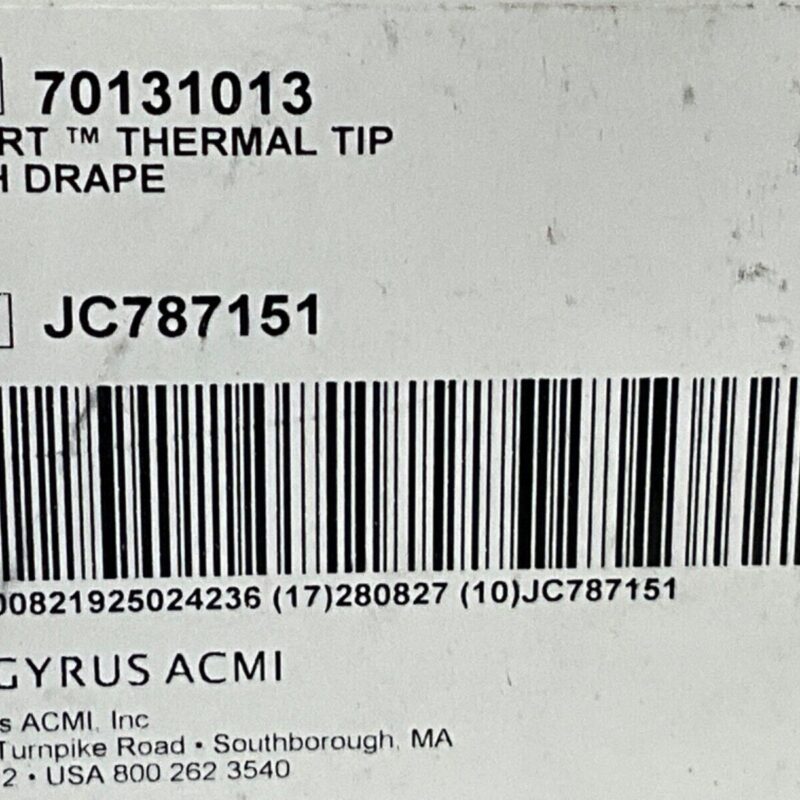 70131013
RT ™ THERMAL TIP
H DRAPE
JC787151
00821925024236 (17)280827 (10)JC787151
GYRUS ACMI
s ACMI, Inc
Turnpike Road • Southborough, MA
2 • USA 800 262 3540